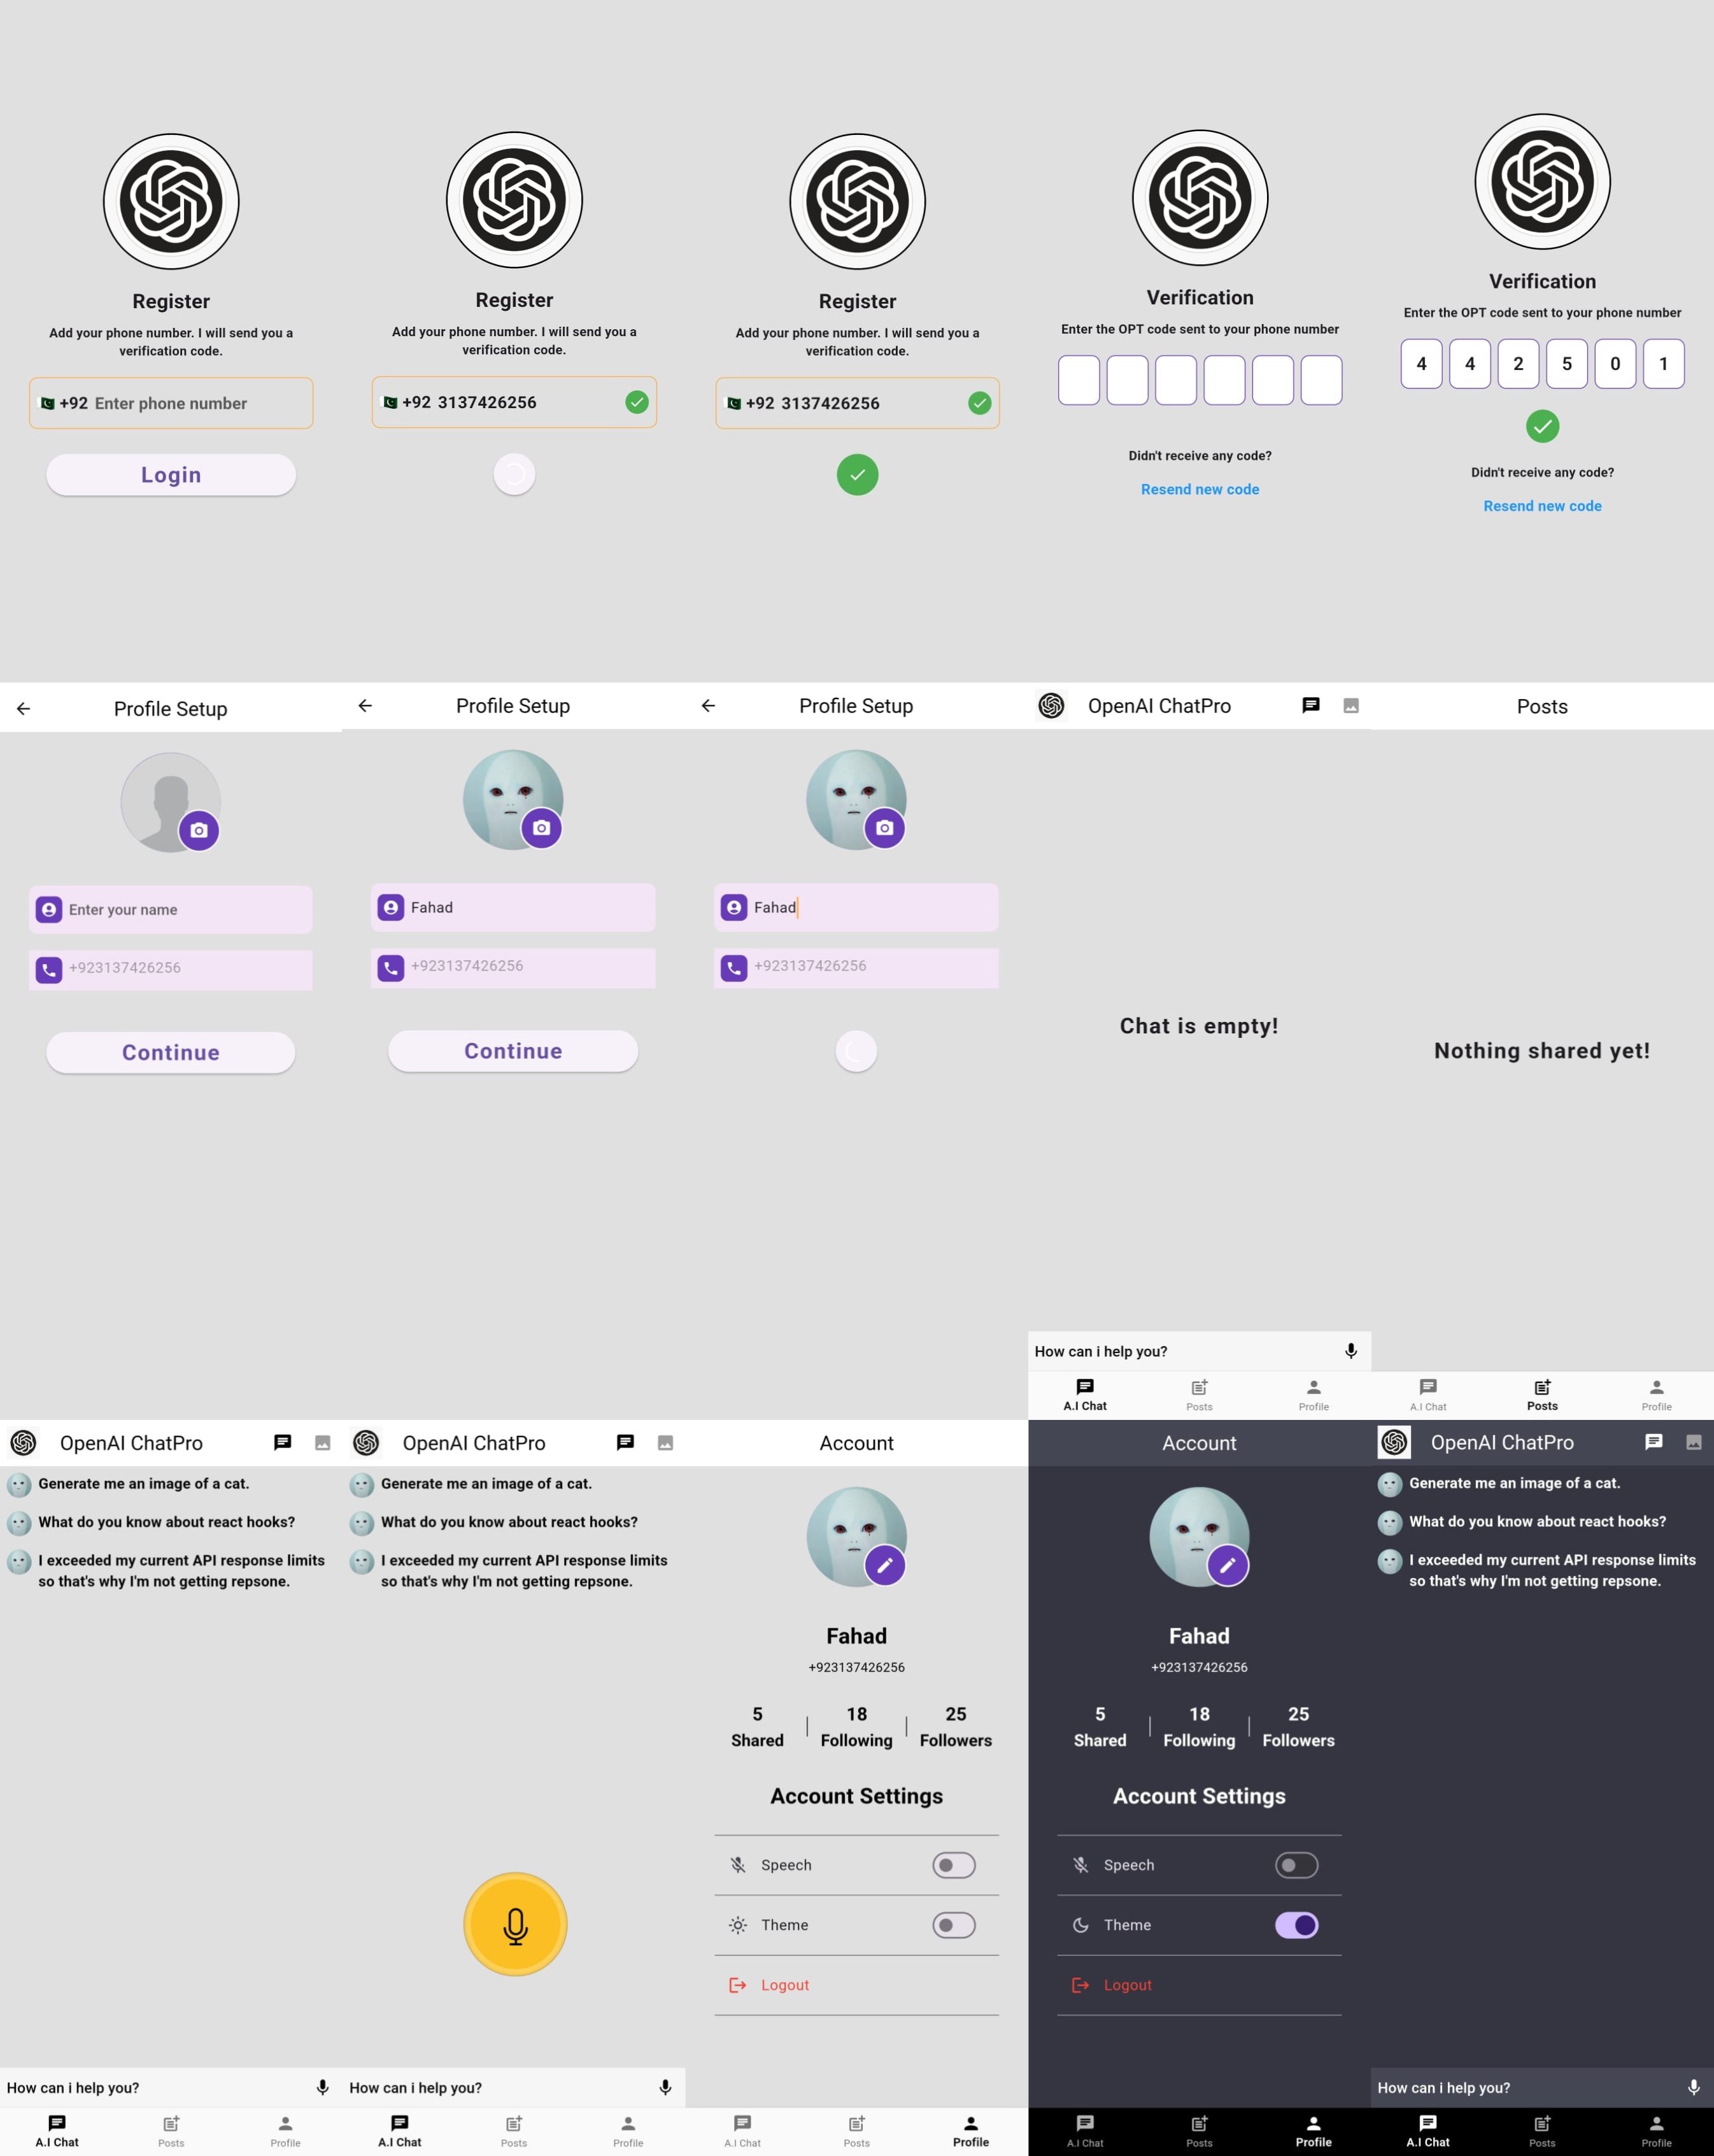 Register
Add your phone number. I will send you a
verification code.
+92 Enter phone number
Login
Register
Add your phone number. I will send you a
verification code.
+92 3137426256
Register
Add your phone number. I will send you a
verification code.
+92 3137426256
Verification
Enter the OPT code sent to your phone number
Didn't receive any code?
Resend new code
Verification
Enter the OPT code sent to your phone number
4 4 2 5 0 1
Didn't receive any code?
Resend new code
Profile Setup
Enter your name
+923137426256
Continue
Profile Setup
Fahad
+923137426256
Continue
Profile Setup
Fahad
+923137426256
OpenAI ChatPro
Chat is empty!
How can i help you?
A.I Chat Posts Profile
Posts
Nothing shared yet!
A.I Chat Posts Profile
OpenAI ChatPro
Generate me an image of a cat.
What do you know about react hooks?
I exceeded my current API response limits
so that's why I'm not getting repsone.
How can i help you?
A.I Chat Posts Profile
OpenAI ChatPro
Generate me an image of a cat.
What do you know about react hooks?
I exceeded my current API response limits
so that's why I'm not getting repsone.
How can i help you?
A.I Chat Posts Profile
Account
Fahad
+923137426256
5 18 25
Shared Following Followers
Account Settings
Speech
Theme
Logout
A.I Chat Posts Profile
Account
Fahad
+923137426256
5 18 25
Shared Following Followers
Account Settings
Speech
Theme
Logout
A.I Chat Posts Profile
OpenAI ChatPro
Generate me an image of a cat.
What do you know about react hooks?
I exceeded my current API response limits
so that's why I'm not getting repsone.
How can i help you?
A.I Chat Posts Profile